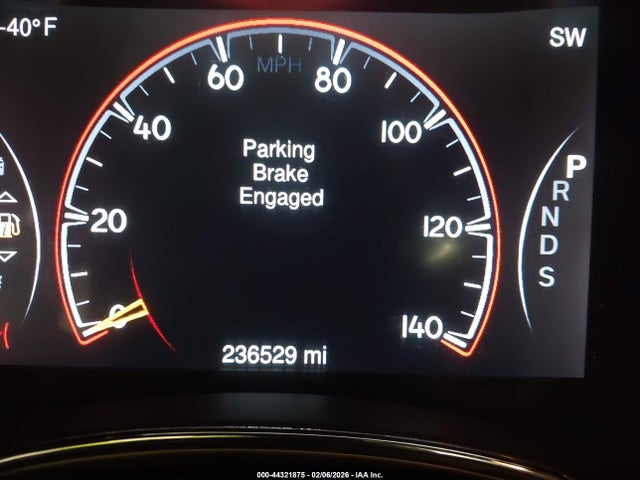 -40°F
SW
MPH
60
80
40
100
Parking
Brake
Engaged
P
R
20
120
N
D
S
0
140
236529 mi
000-44321875 - 02/06/2026 - IAA Inc.